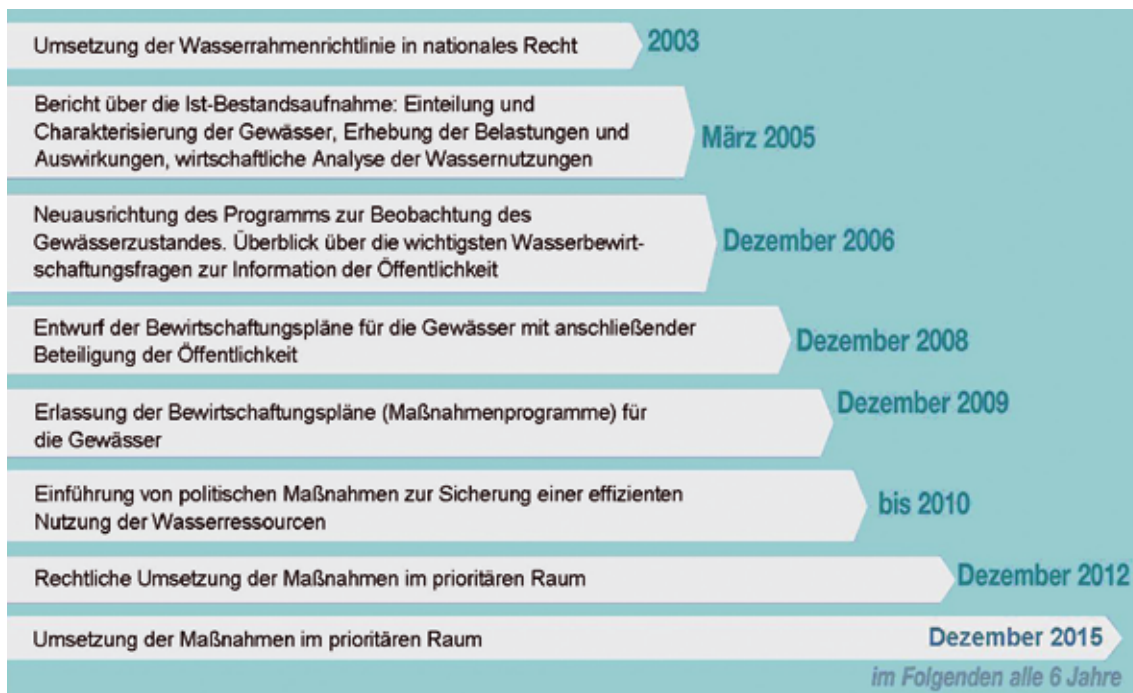 Umsetzung der Wasserrahmenrichtlinie in nationales Recht
2003
Bericht über die Ist-Bestandsaufnahme: Einteilung und
Charakterisierung der Gewässer, Erhebung der Belastungen und
Auswirkungen, wirtschaftliche Analyse der Wassernutzungen
März 2005
Neuausrichtung des Programms zur Beobachtung des
Gewässerzustandes. Überblick über die wichtigsten Wasserbewirt-
schaftungsfragen zur Information der Öffentlichkeit
Dezember 2006
Entwurf der Bewirtschaftungspläne für die Gewässer mit anschließender
Beteiligung der Öffentlichkeit
Dezember 2008
Erlassung der Bewirtschaftungspläne (Maßnahmenprogramme) für
die Gewässer
Dezember 2009
Einführung von politischen Maßnahmen zur Sicherung einer effizienten
Nutzung der Wasserressourcen
bis 2010
Rechtliche Umsetzung der Maßnahmen im prioritären Raum
Dezember 2012
Umsetzung der Maßnahmen im prioritären Raum
Dezember 2015
im Folgenden alle 6 Jahre